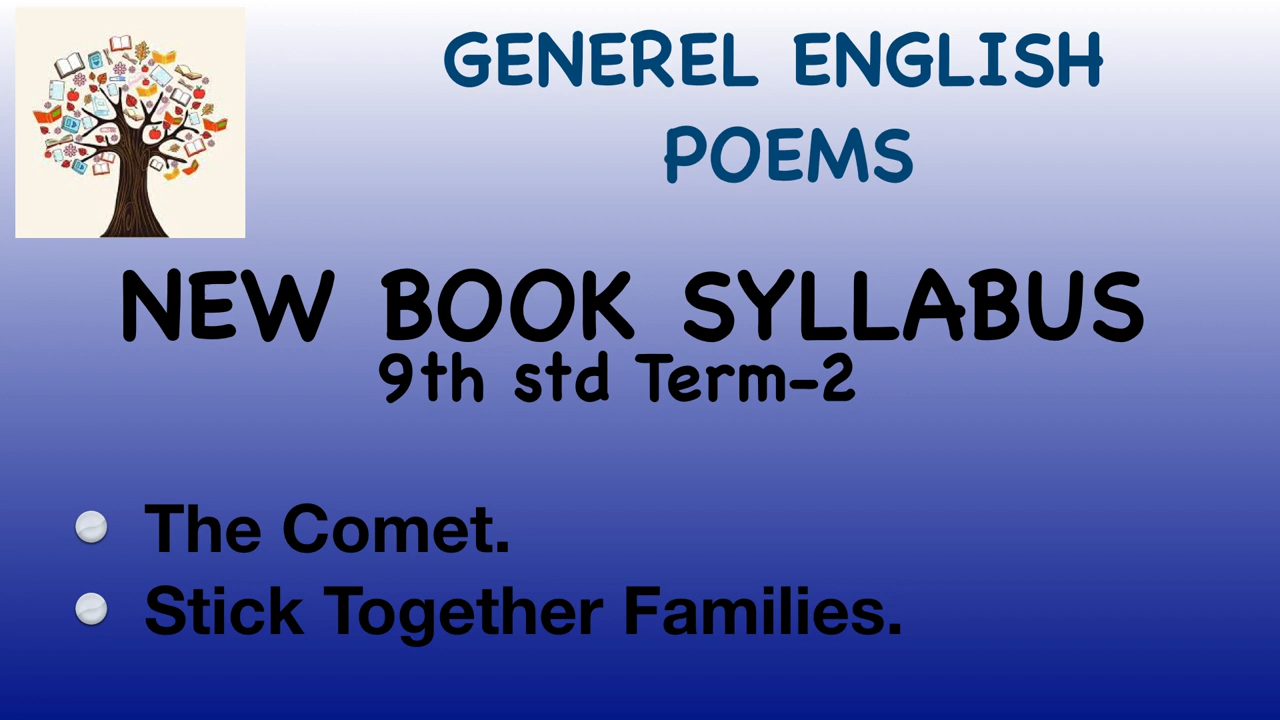 GENEREL ENGLISH
POEMS
NEW BOOK SYLLABUS
9th std Term-2
The Comet.
Stick Together Families.